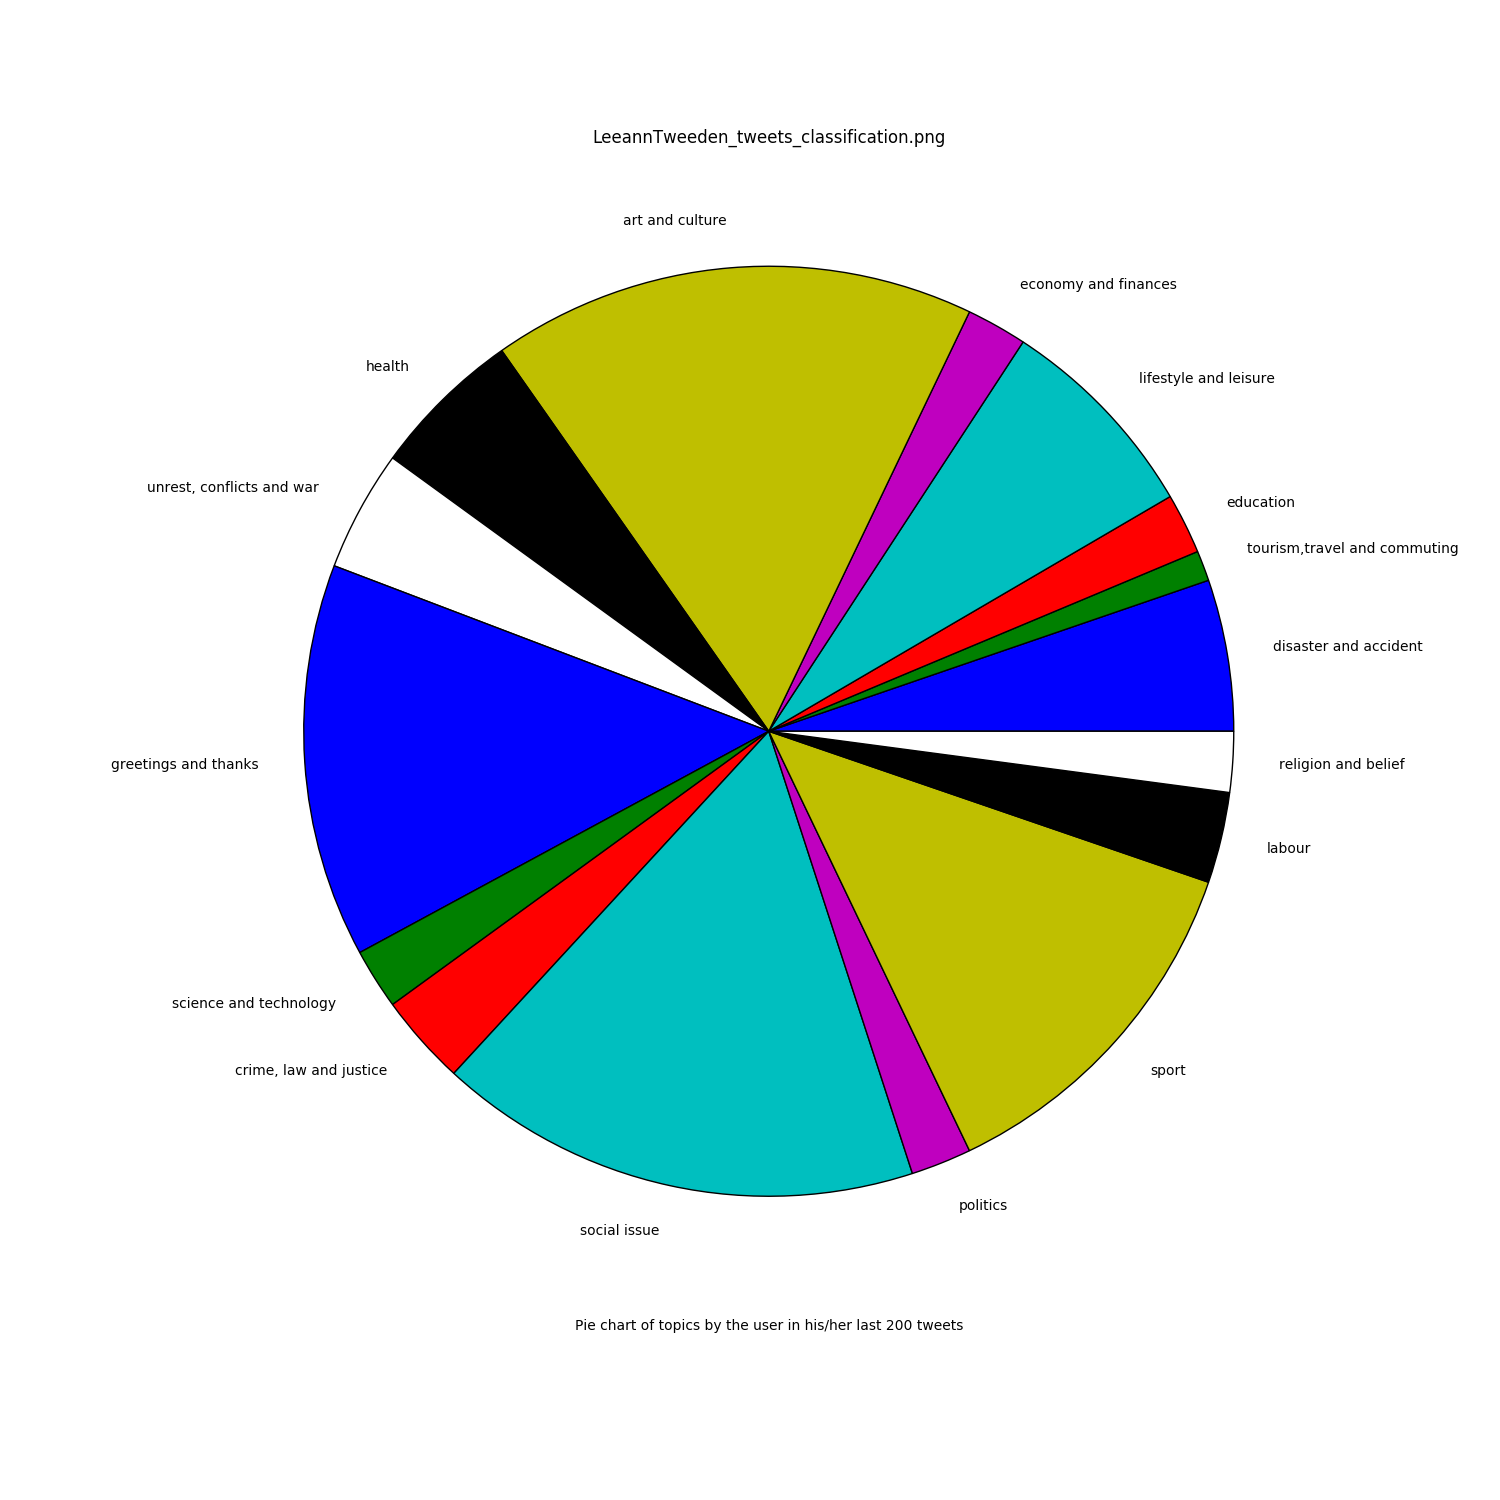 LeeannTweeden_tweets_classification.png
art and culture
economy and finances
health
lifestyle and leisure
unrest, conflicts and war
education
tourism,travel and commuting
disaster and accident
greetings and thanks
religion and belief
labour
science and technology
crime, law and justice
sport
politics
social issue
Pie chart of topics by the user in his/her last 200 tweets